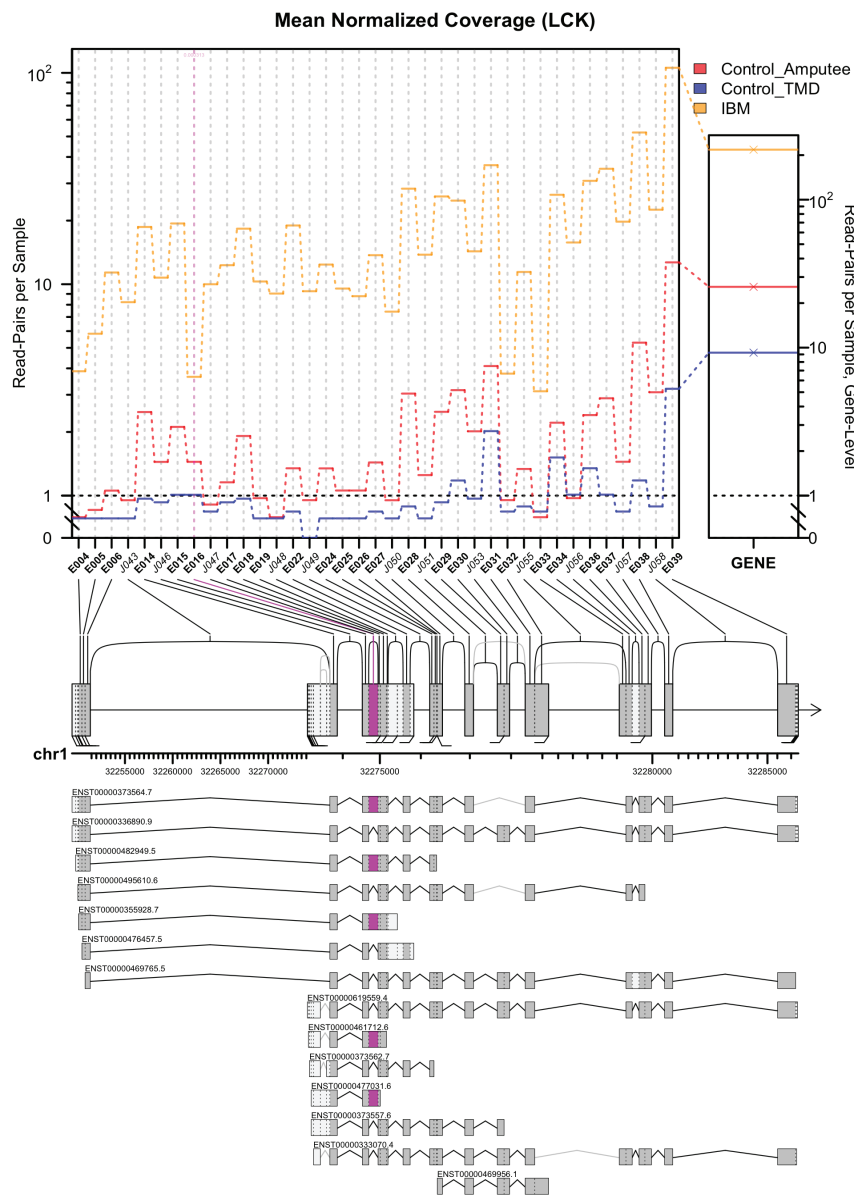 Mean Normalized Coverage (LCK)
Control_Amputee
Control_TMD
IBM
Read-Pairs per Sample
10^2
10
1
0
10^2
10
1
0
Read-Pairs per Sample, Gene-Level
E004
E005
E006
J043
E014
J046
E015
E016
J047
E017
E018
E019
J048
E022
J049
E024
E025
E026
E027
J050
E028
J051
E029
E030
J053
E031
E032
J055
E033
E034
J056
E036
E037
J057
E038
J058
E039
GENE
chr1
32255000 32260000 32265000 32270000 32275000 32280000 32285000
ENST00000373564.7
ENST00000336890.9
ENST00000482949.5
ENST00000495610.6
ENST00000355928.7
ENST00000476457.5
ENST00000469765.5
ENST00000619559.4
ENST00000461712.6
ENST00000373562.7
ENST00000477031.6
ENST00000373557.6
ENST00000333070.4
ENST00000469956.1